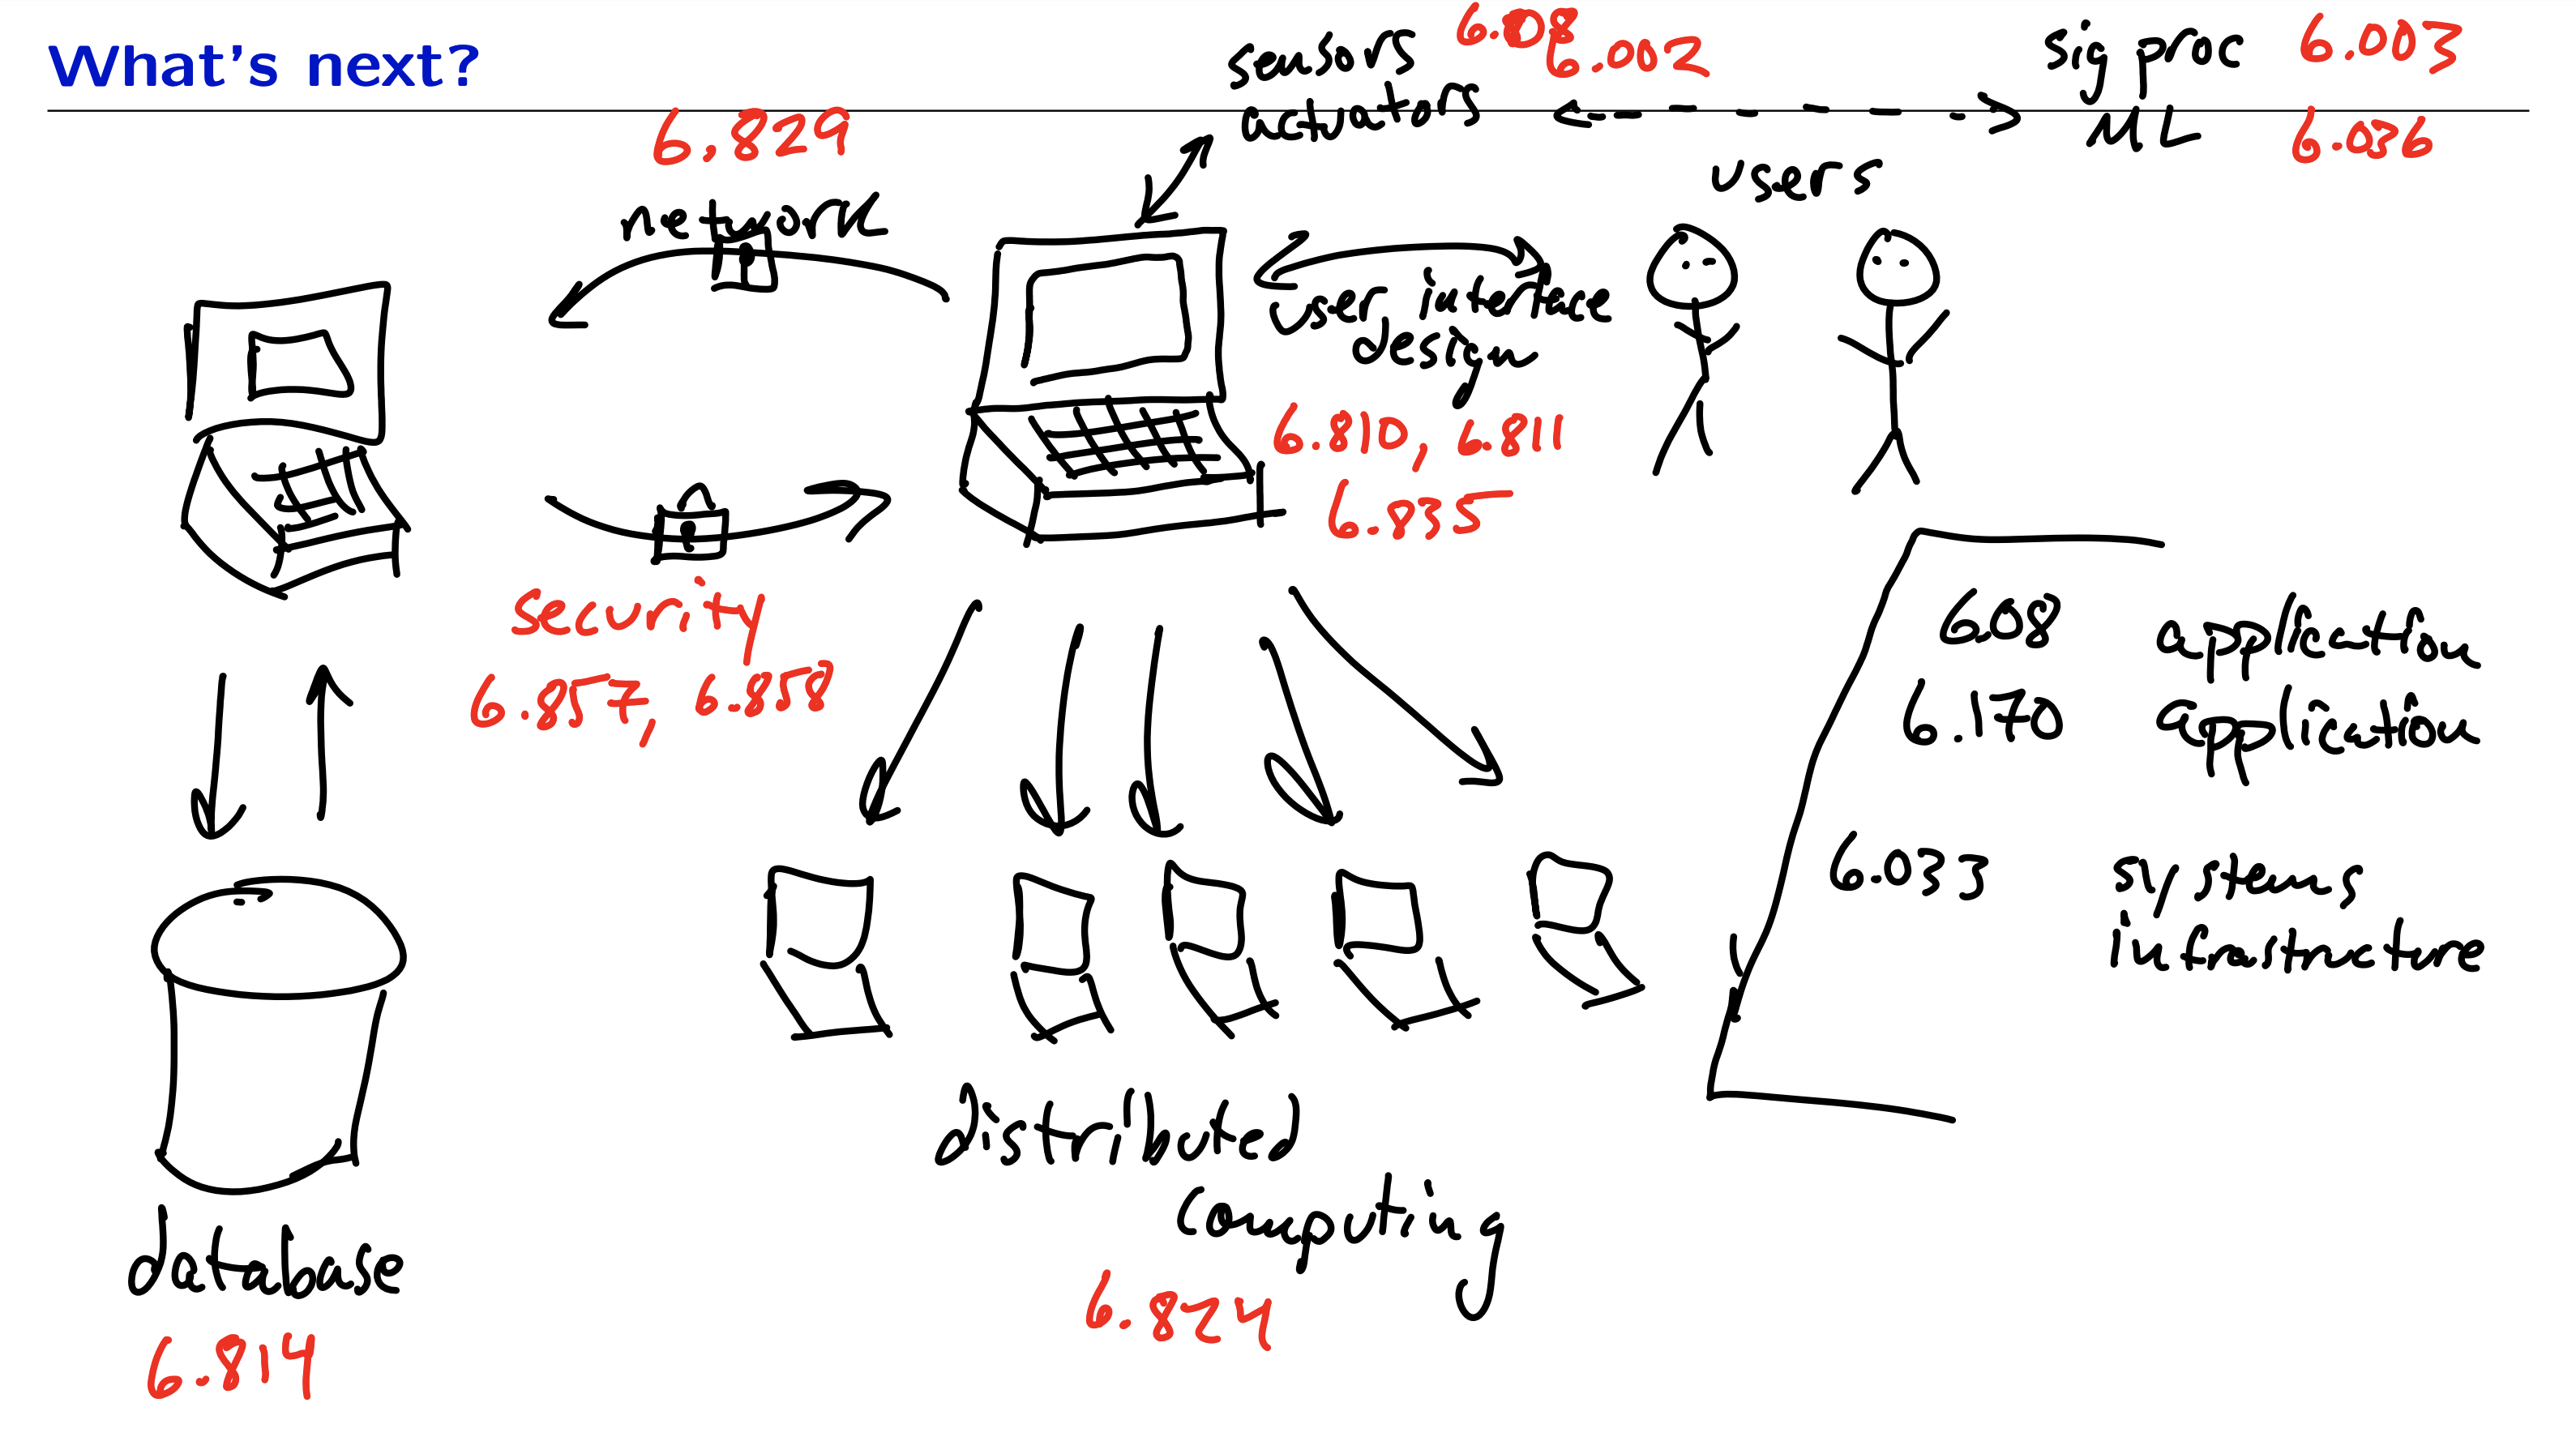 What's next?
sensors 6.08
6.002
actuators
sig proc 6.003
ML 6.036
6.829
network
users
user interface
design
6.810, 6.811
6.835
security
6.857, 6.858
6.08 application
6.170 application
6.033 systems
infrastructure
distributed
computing
6.824
database
6.814